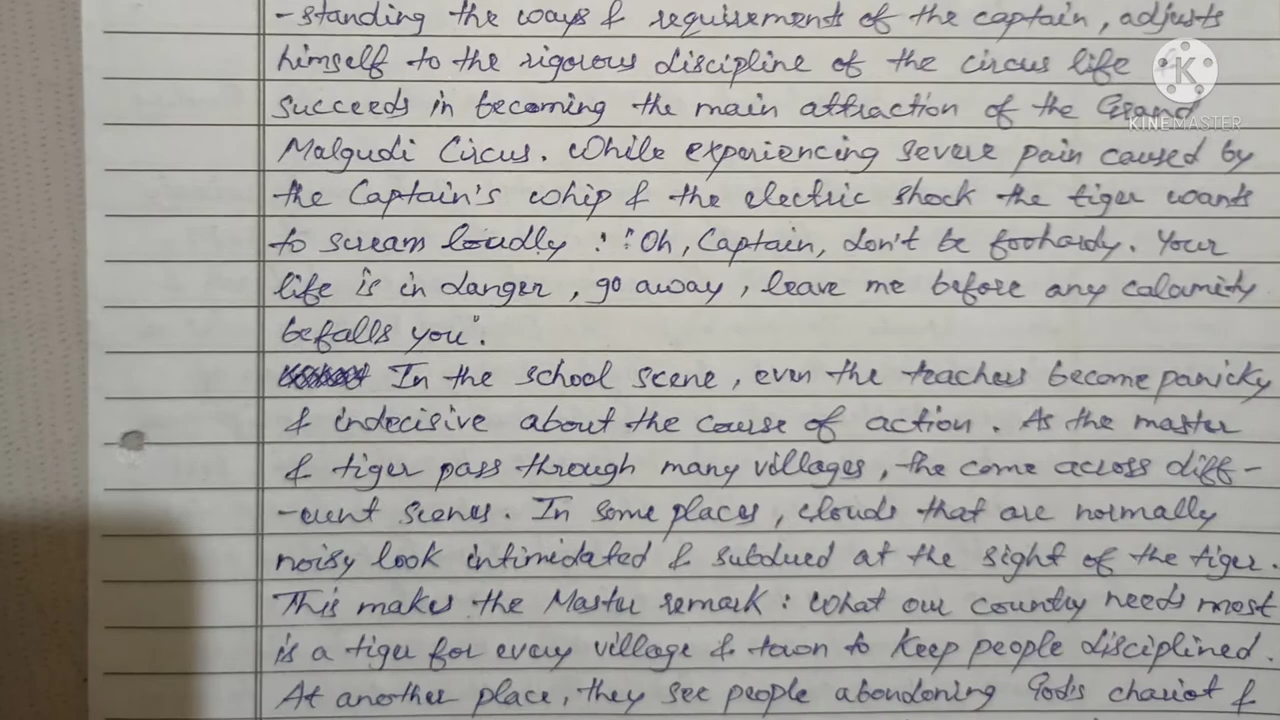 -standing the ways & requirements of the captain, adjusts
himself to the rigorous discipline of the circus life &
succeeds in becoming the main attraction of the Grand
Malgudi Circus. While experiencing severe pain caused by
the Captain's whip & the electric shock the tiger wants
to scream loudly : "Oh, Captain, don't be foohardy. Your
life is in danger, go away, leave me before any calamity
befalls you".
In the school scene, even the teachers become panicky
& indecisive about the course of action. As the master
& tiger pass through many villages, the come across diff-
-erent scenes. In some places, clouds that are normally
noisy look intimidated & subdued at the sight of the tiger.
This makes the Master remark : What our country needs most
is a tiger for every village & town to keep people disciplined.
At another place, they see people abondoning God's chariot &
K
KINEMASTER